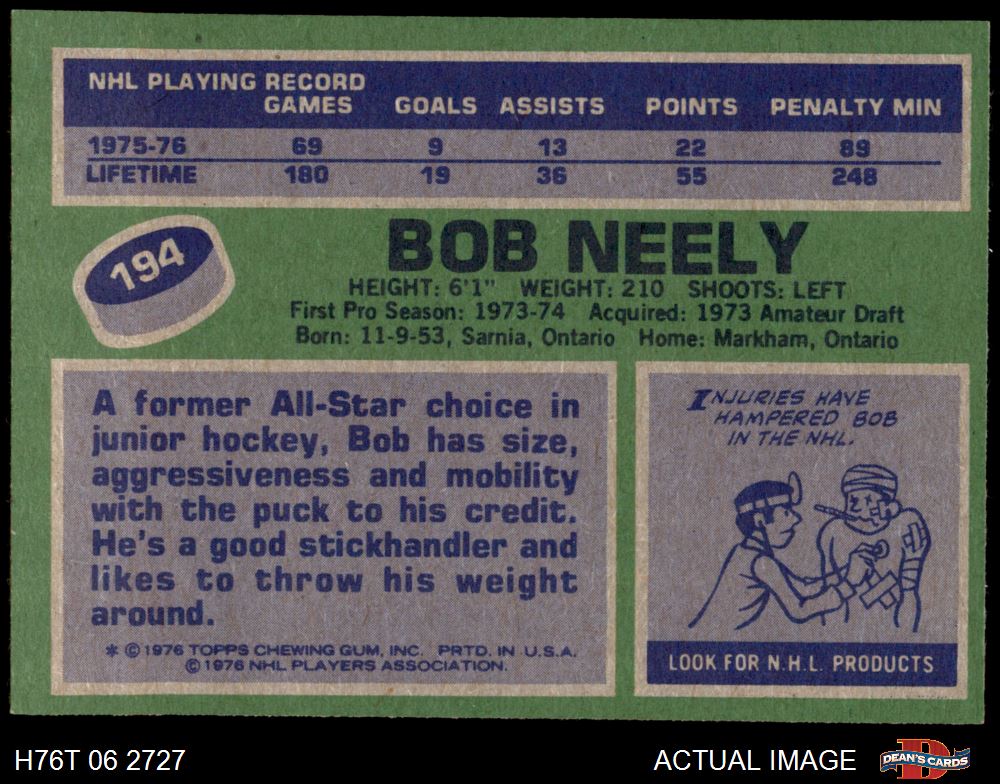 NHL PLAYING RECORD
GAMES GOALS ASSISTS POINTS PENALTY MIN
1975-76 69 9 13 22 89
LIFETIME 180 19 36 55 248
194
BOB NEELY
HEIGHT: 6'1" WEIGHT: 210 SHOOTS: LEFT
First Pro Season: 1973-74 Acquired: 1973 Amateur Draft
Born: 11-9-53, Sarnia, Ontario Home: Markham, Ontario
A former All-Star choice in
junior hockey, Bob has size,
aggressiveness and mobility
with the puck to his credit.
He's a good stickhandler and
likes to throw his weight
around.
* © 1976 TOPPS CHEWING GUM, INC. PRTD. IN U.S.A.
© 1976 NHL PLAYERS ASSOCIATION.
INJURIES HAVE
HAMPERED BOB
IN THE NHL.
LOOK FOR N.H.L. PRODUCTS
H76T 06 2727
ACTUAL IMAGE
D
DEAN'S CARDS